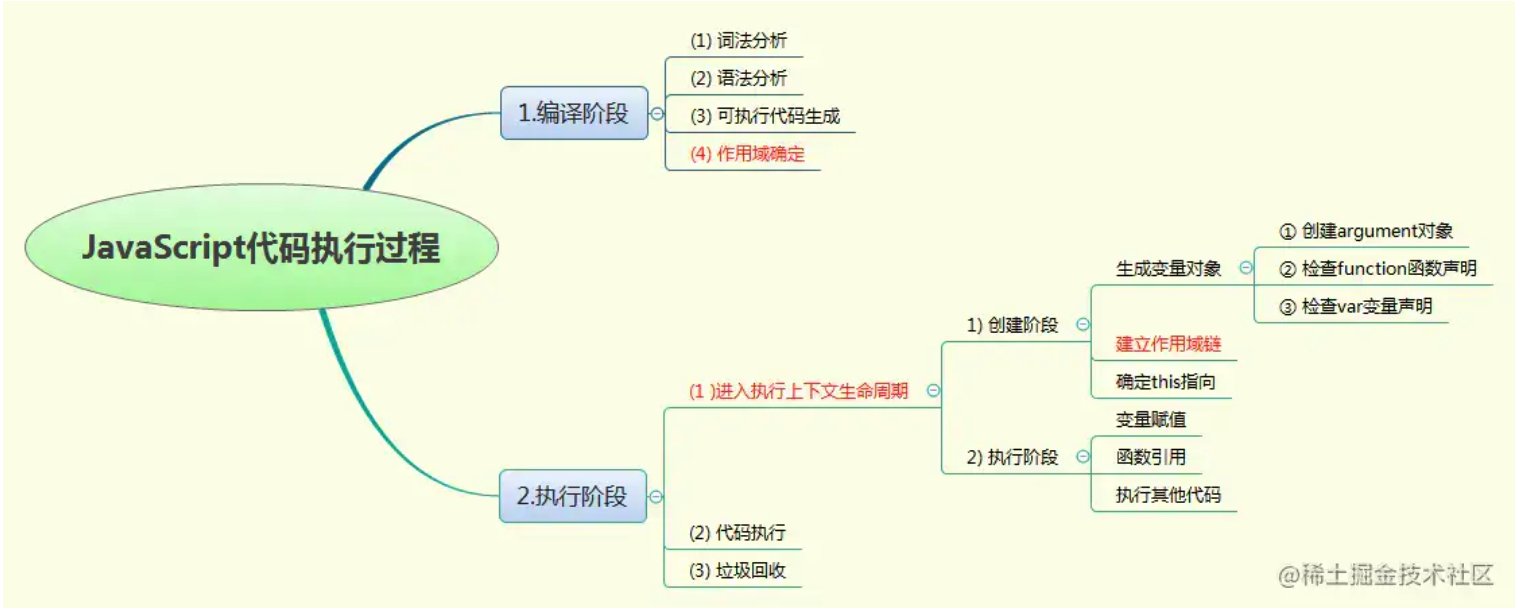 JavaScript代码执行过程
1.编译阶段
(1) 词法分析
(2) 语法分析
(3) 可执行代码生成
(4) 作用域确定
2.执行阶段
(1 )进入执行上下文生命周期
1) 创建阶段
生成变量对象
① 创建argument对象
② 检查function函数声明
③ 检查var变量声明
建立作用域链
确定this指向
2) 执行阶段
变量赋值
函数引用
执行其他代码
(2) 代码执行
(3) 垃圾回收
@稀土掘金技术社区